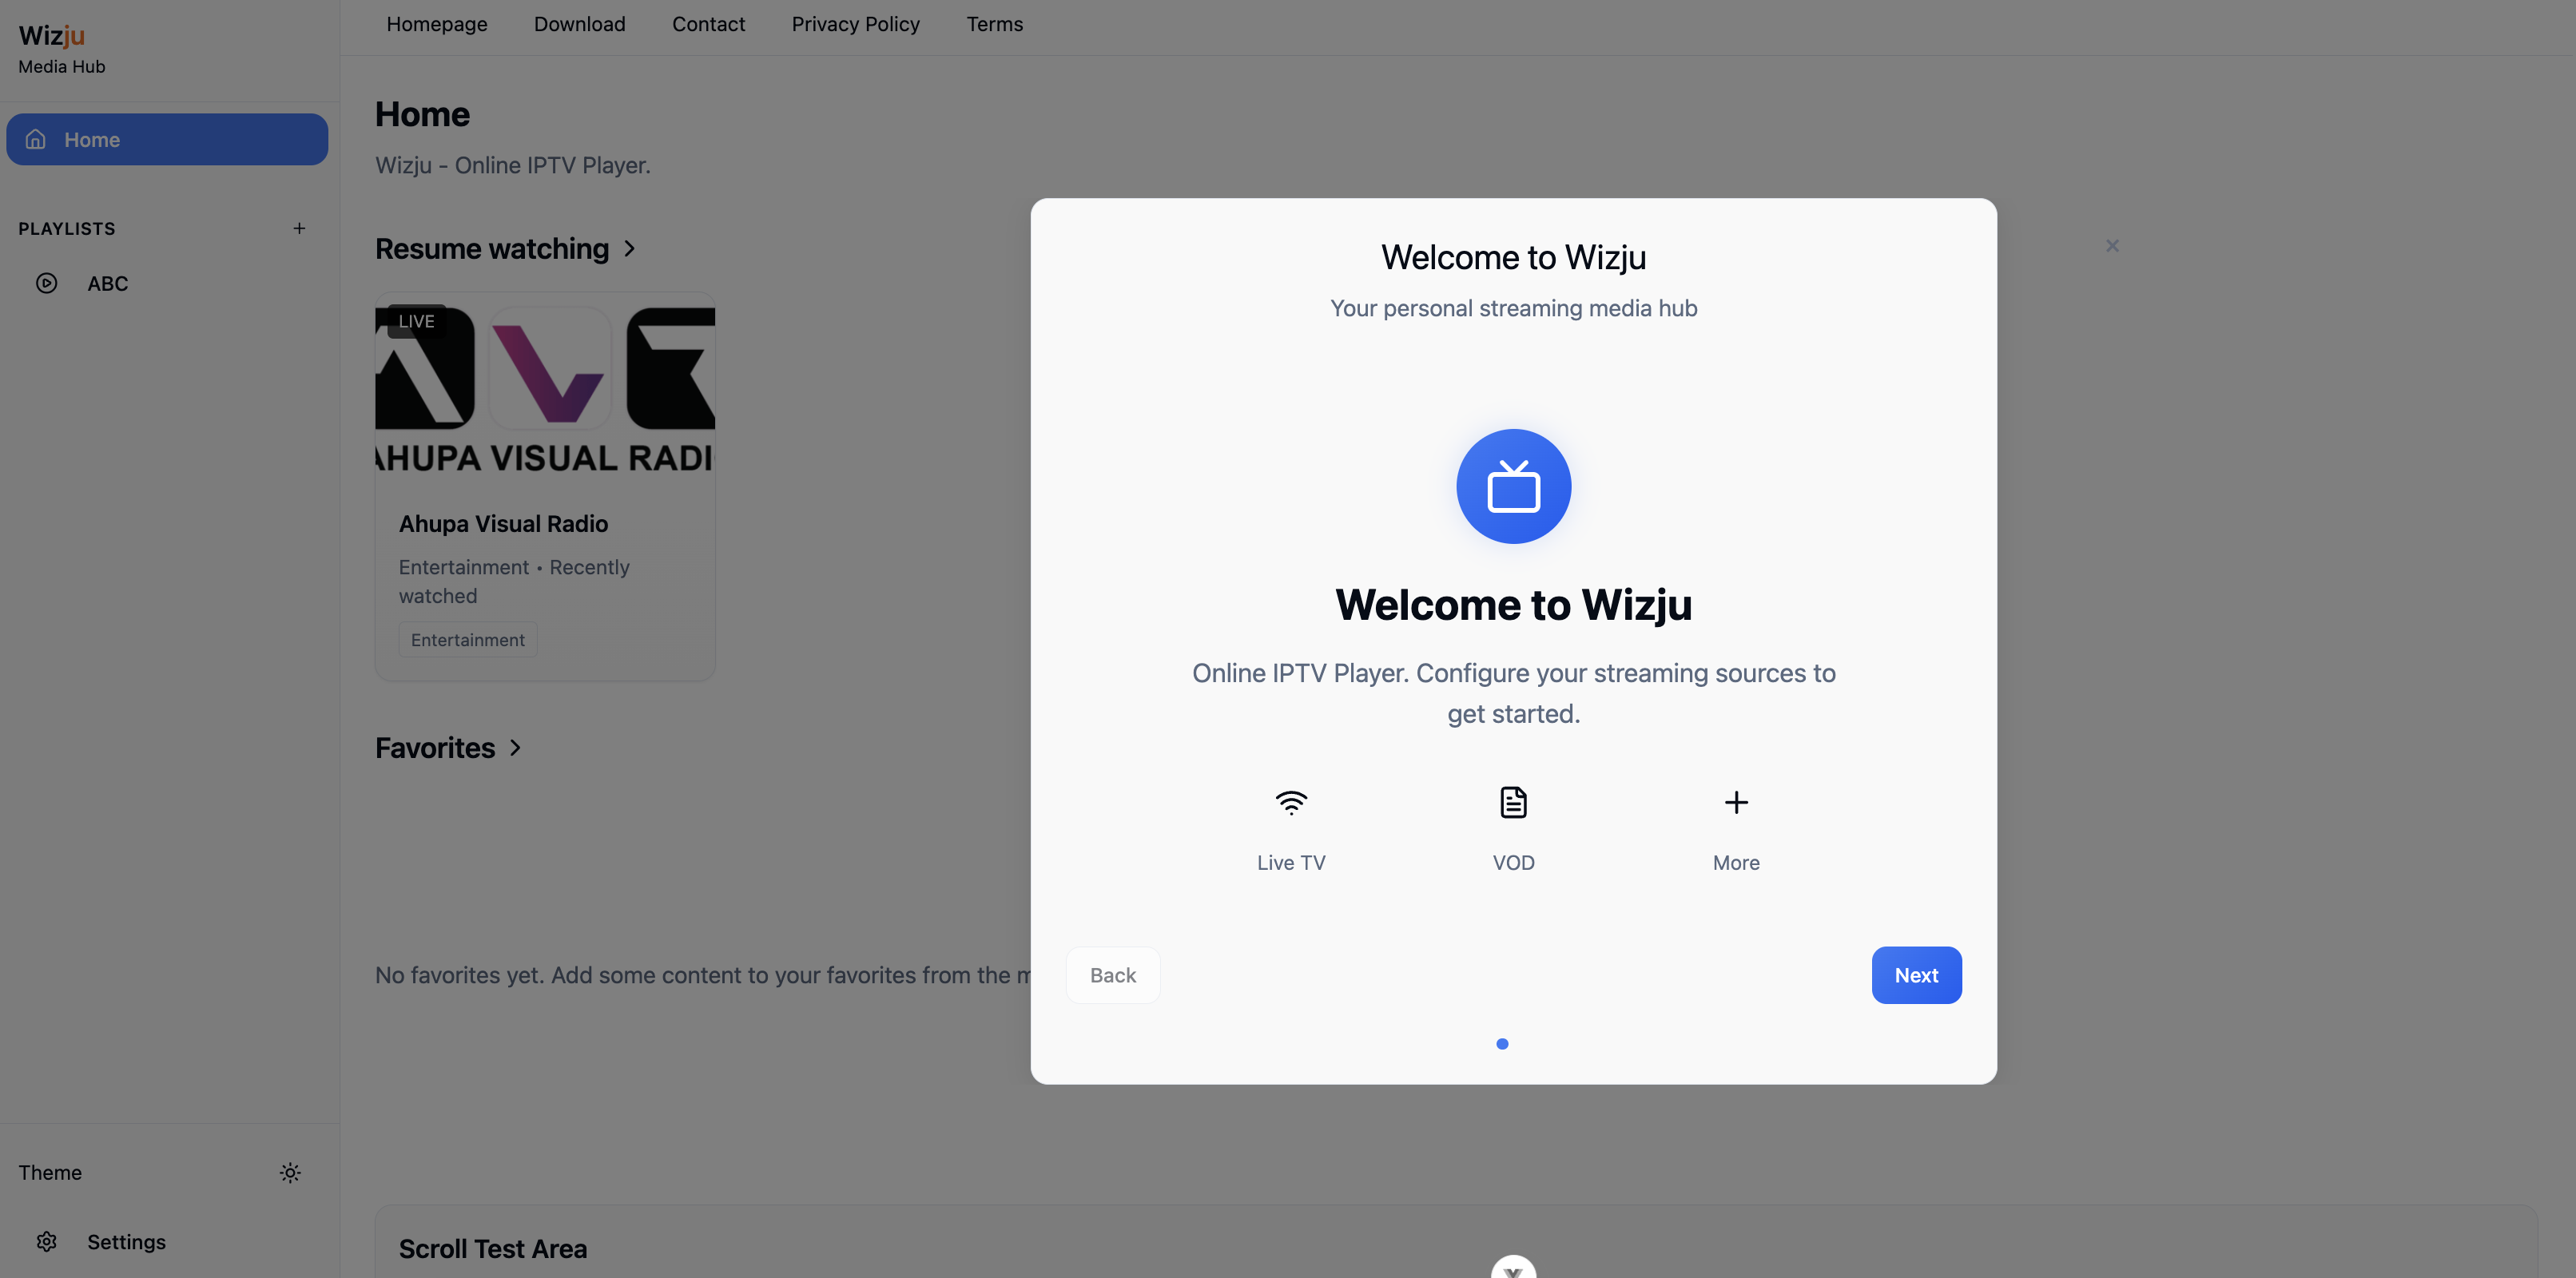 Wizju
Media Hub
Homepage
Download
Contact
Privacy Policy
Terms
Home
PLAYLISTS
ABC
Home
Wizju - Online IPTV Player.
Resume watching
LIVE
AHUPA VISUAL
Ahupa Visual Radio
Entertainment • Recently
watched
Entertainment
Favorites
No favorites yet. Add some content to your favorites from the
Welcome to Wizju
Your personal streaming media hub
Welcome to Wizju
Online IPTV Player. Configure your streaming sources to
get started.
Live TV
VOD
More
Back
Next
Theme
Settings
Scroll Test Area